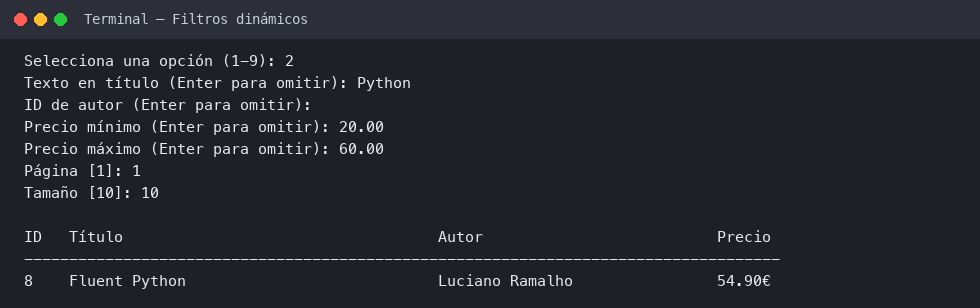 Terminal — Filtros dinámicos
Selecciona una opción (1–9): 2
Texto en título (Enter para omitir): Python
ID de autor (Enter para omitir):
Precio mínimo (Enter para omitir): 20.00
Precio máximo (Enter para omitir): 60.00
Página [1]: 1
Tamaño [10]: 10
ID Título Autor Precio
------------------------------------------------------------------------------------
8 Fluent Python Luciano Ramalho 54.90€